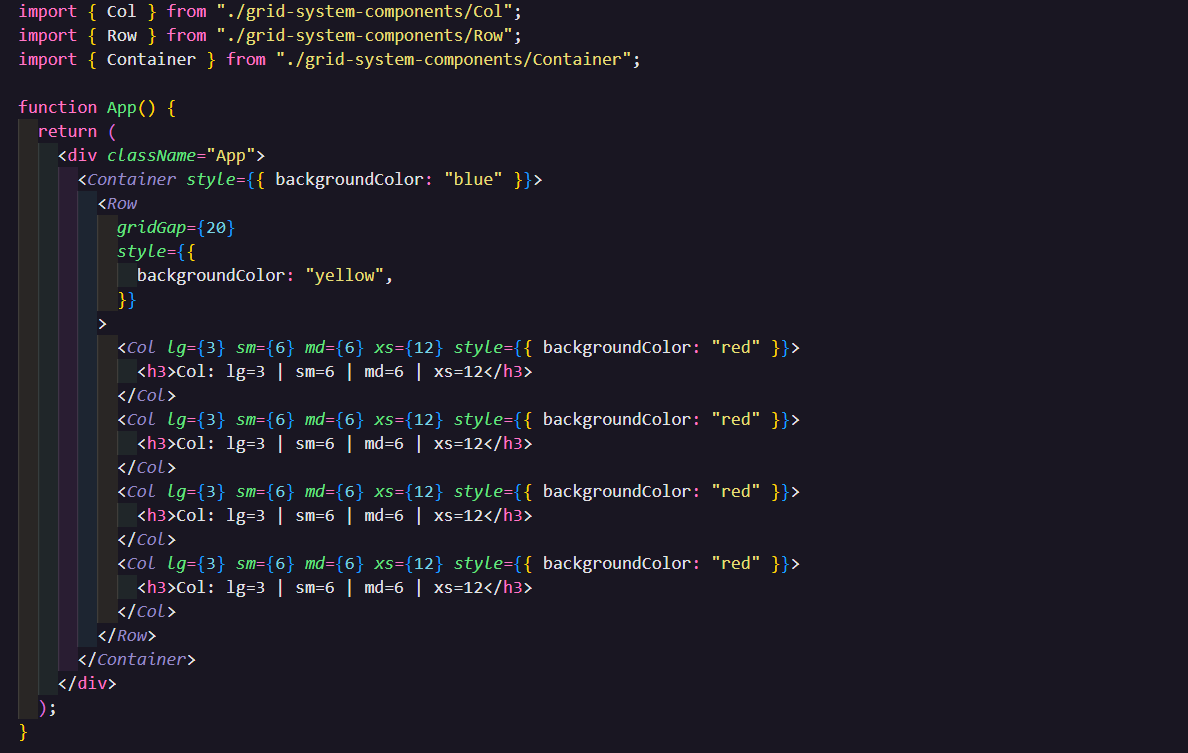 import { Col } from "./grid-system-components/Col";
import { Row } from "./grid-system-components/Row";
import { Container } from "./grid-system-components/Container";

function App() {
  return (
    <div className="App">
      <Container style={{ backgroundColor: "blue" }}>
        <Row
          gridGap={20}
          style={{
            backgroundColor: "yellow",
          }}
        >
          <Col lg={3} sm={6} md={6} xs={12} style={{ backgroundColor: "red" }}>
            <h3>Col: lg=3 | sm=6 | md=6 | xs=12</h3>
          </Col>
          <Col lg={3} sm={6} md={6} xs={12} style={{ backgroundColor: "red" }}>
            <h3>Col: lg=3 | sm=6 | md=6 | xs=12</h3>
          </Col>
          <Col lg={3} sm={6} md={6} xs={12} style={{ backgroundColor: "red" }}>
            <h3>Col: lg=3 | sm=6 | md=6 | xs=12</h3>
          </Col>
          <Col lg={3} sm={6} md={6} xs={12} style={{ backgroundColor: "red" }}>
            <h3>Col: lg=3 | sm=6 | md=6 | xs=12</h3>
          </Col>
        </Row>
      </Container>
    </div>
  );
}